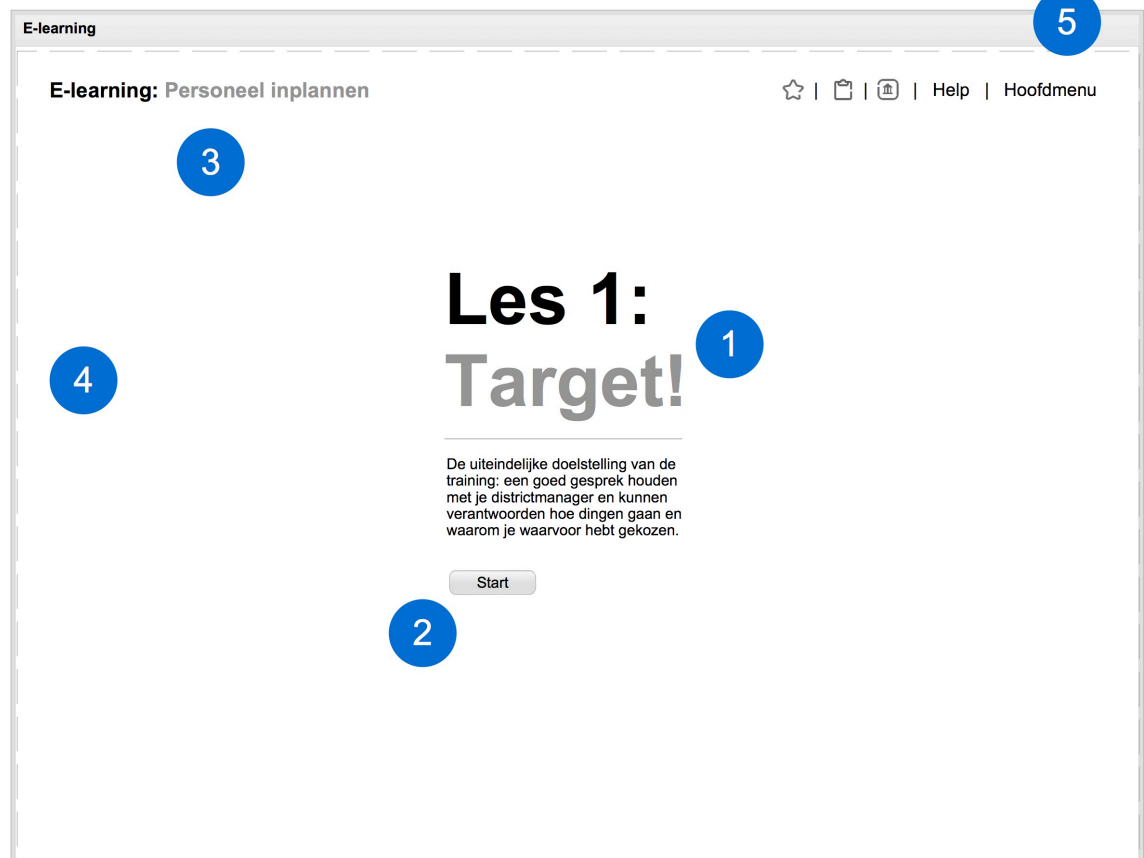 5
E-learning
E-learning: Personeel inplannen
| | | Help | Hoofdmenu
3
Les 1:
1
Target!
4
De uiteindelijke doelstelling van de
training: een goed gesprek houden
met je districtmanager en kunnen
verantwoorden hoe dingen gaan en
waarom je waarvoor hebt gekozen.
Start
2